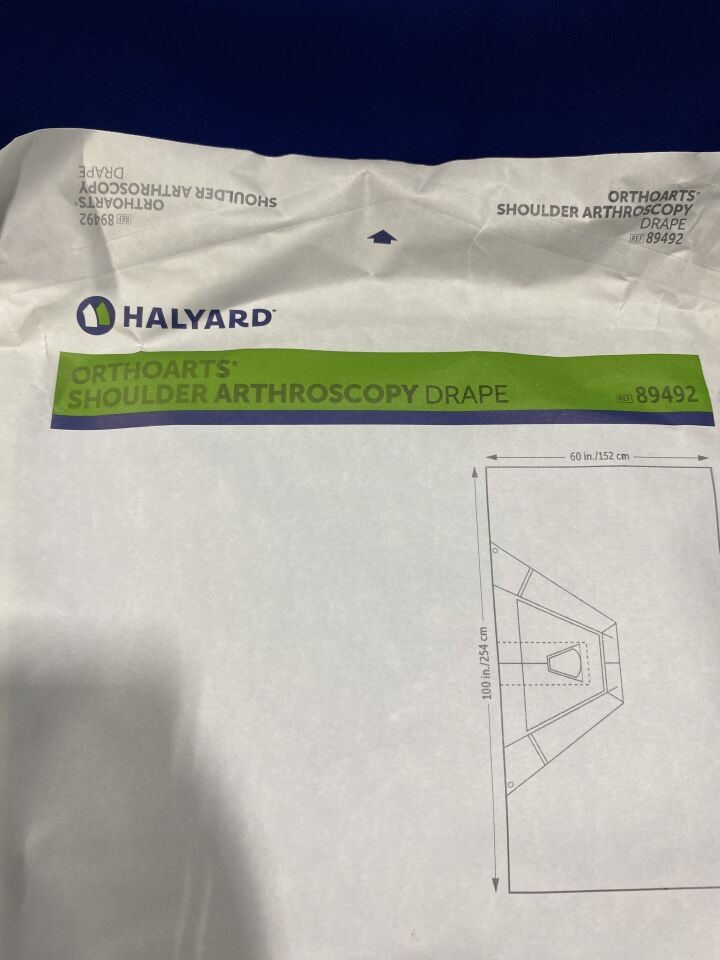 ORTHOARTS*
SHOULDER ARTHROSCOPY
DRAPE
REF 89492
ORTHOARTS*
SHOULDER ARTHROSCOPY
DRAPE
REF 89492
HALYARD*
ORTHOARTS*
SHOULDER ARTHROSCOPY DRAPE
REF 89492
60 in./152 cm
100 in./254 cm